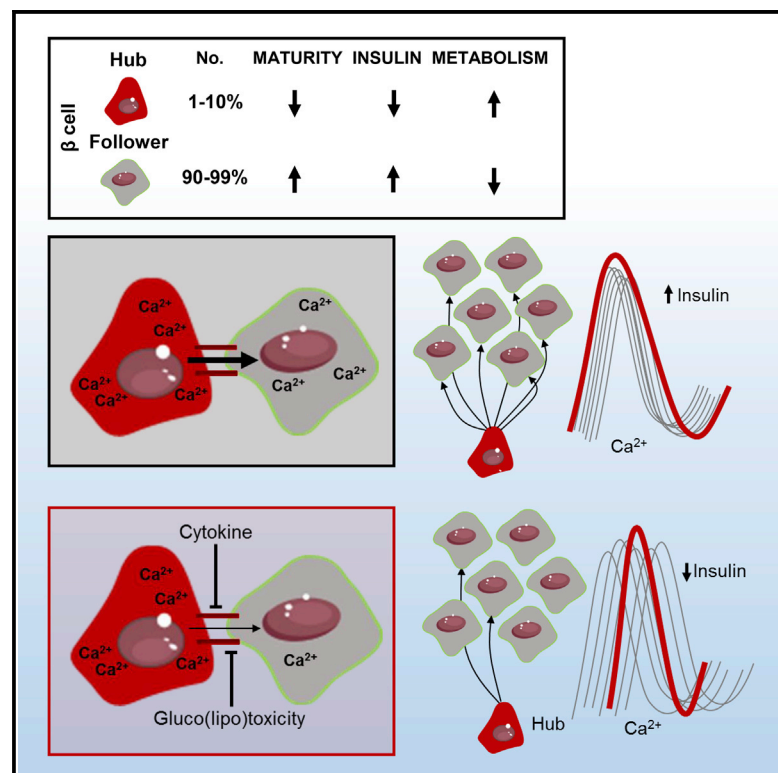 Hub No. MATURITY INSULIN METABOLISM
1-10%
β cell
Follower
90-99%
Ca²⁺
Ca²⁺
Ca²⁺
Ca²⁺
Ca²⁺
Ca²⁺
Ca²⁺
Ca²⁺
Insulin
Ca²⁺
Cytokine
Ca²⁺
Ca²⁺
Ca²⁺
Ca²⁺
Ca²⁺
Ca²⁺
Gluco(lipo)toxicity
Insulin
Hub
Ca²⁺